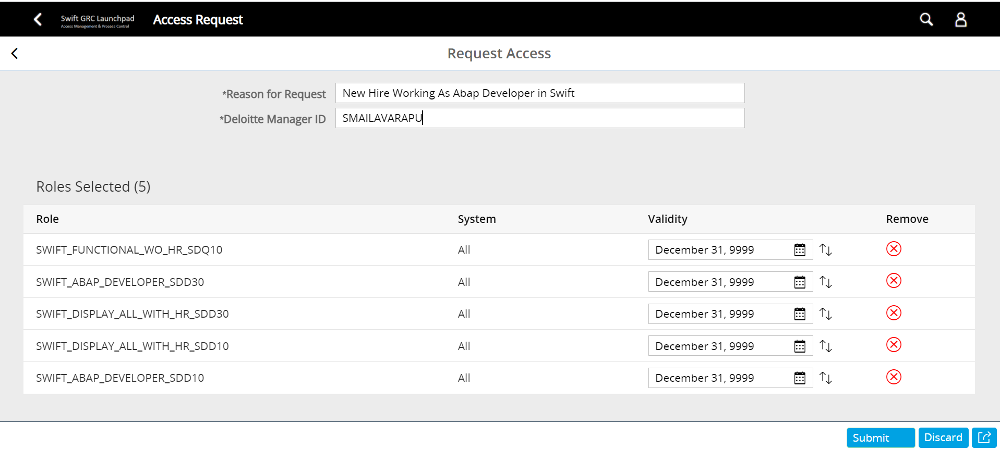 Swift GRC Launchpad
Access Management & Process Control
Access Request
Request Access
*Reason for Request New Hire Working As Abap Developer in Swift
*Deloitte Manager ID SMAILAVARAPU
Roles Selected (5)
Role System Validity Remove
SWIFT_FUNCTIONAL_WO_HR_SDQ10 All December 31, 9999
SWIFT_ABAP_DEVELOPER_SDD30 All December 31, 9999
SWIFT_DISPLAY_ALL_WITH_HR_SDD30 All December 31, 9999
SWIFT_DISPLAY_ALL_WITH_HR_SDD10 All December 31, 9999
SWIFT_ABAP_DEVELOPER_SDD10 All December 31, 9999
Submit Discard